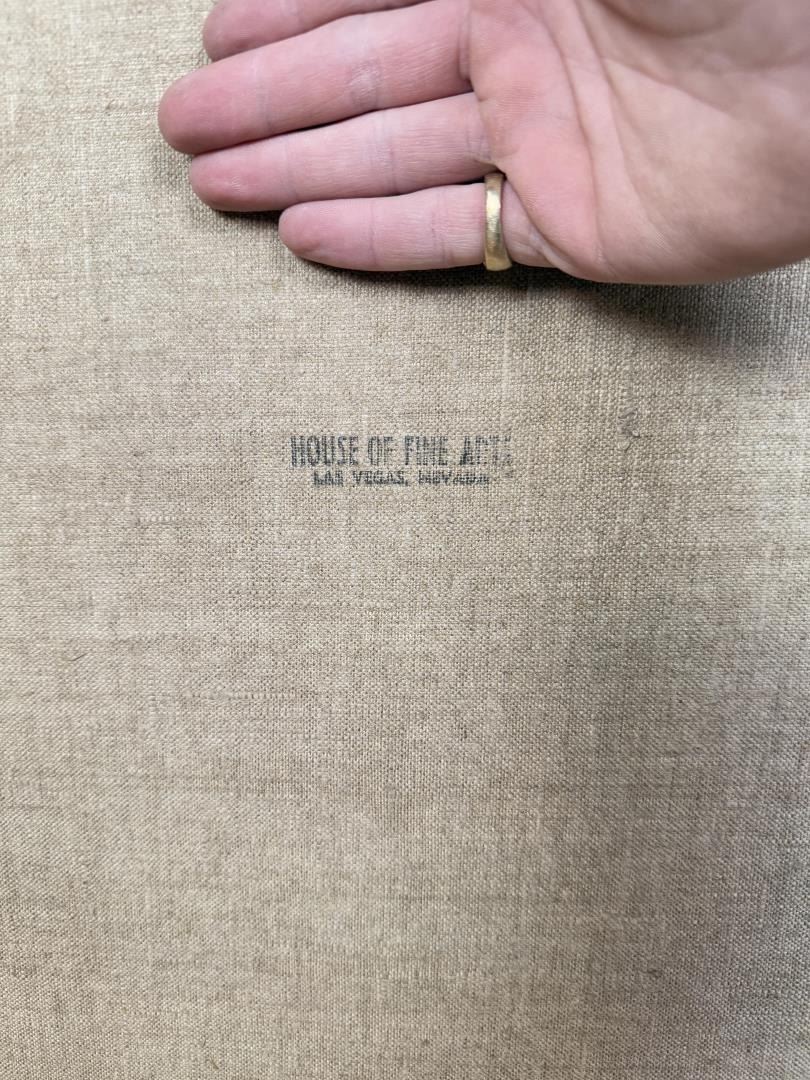 HOUSE OF FINE ARTS
LAS VEGAS, NEVADA